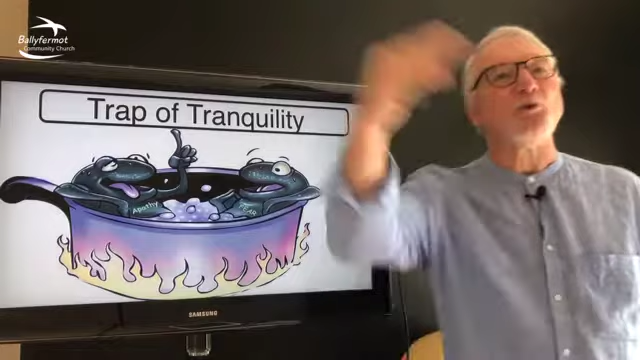 Ballyfermot
Community Church
Trap of Tranquility
Apathy
SAMSUNG